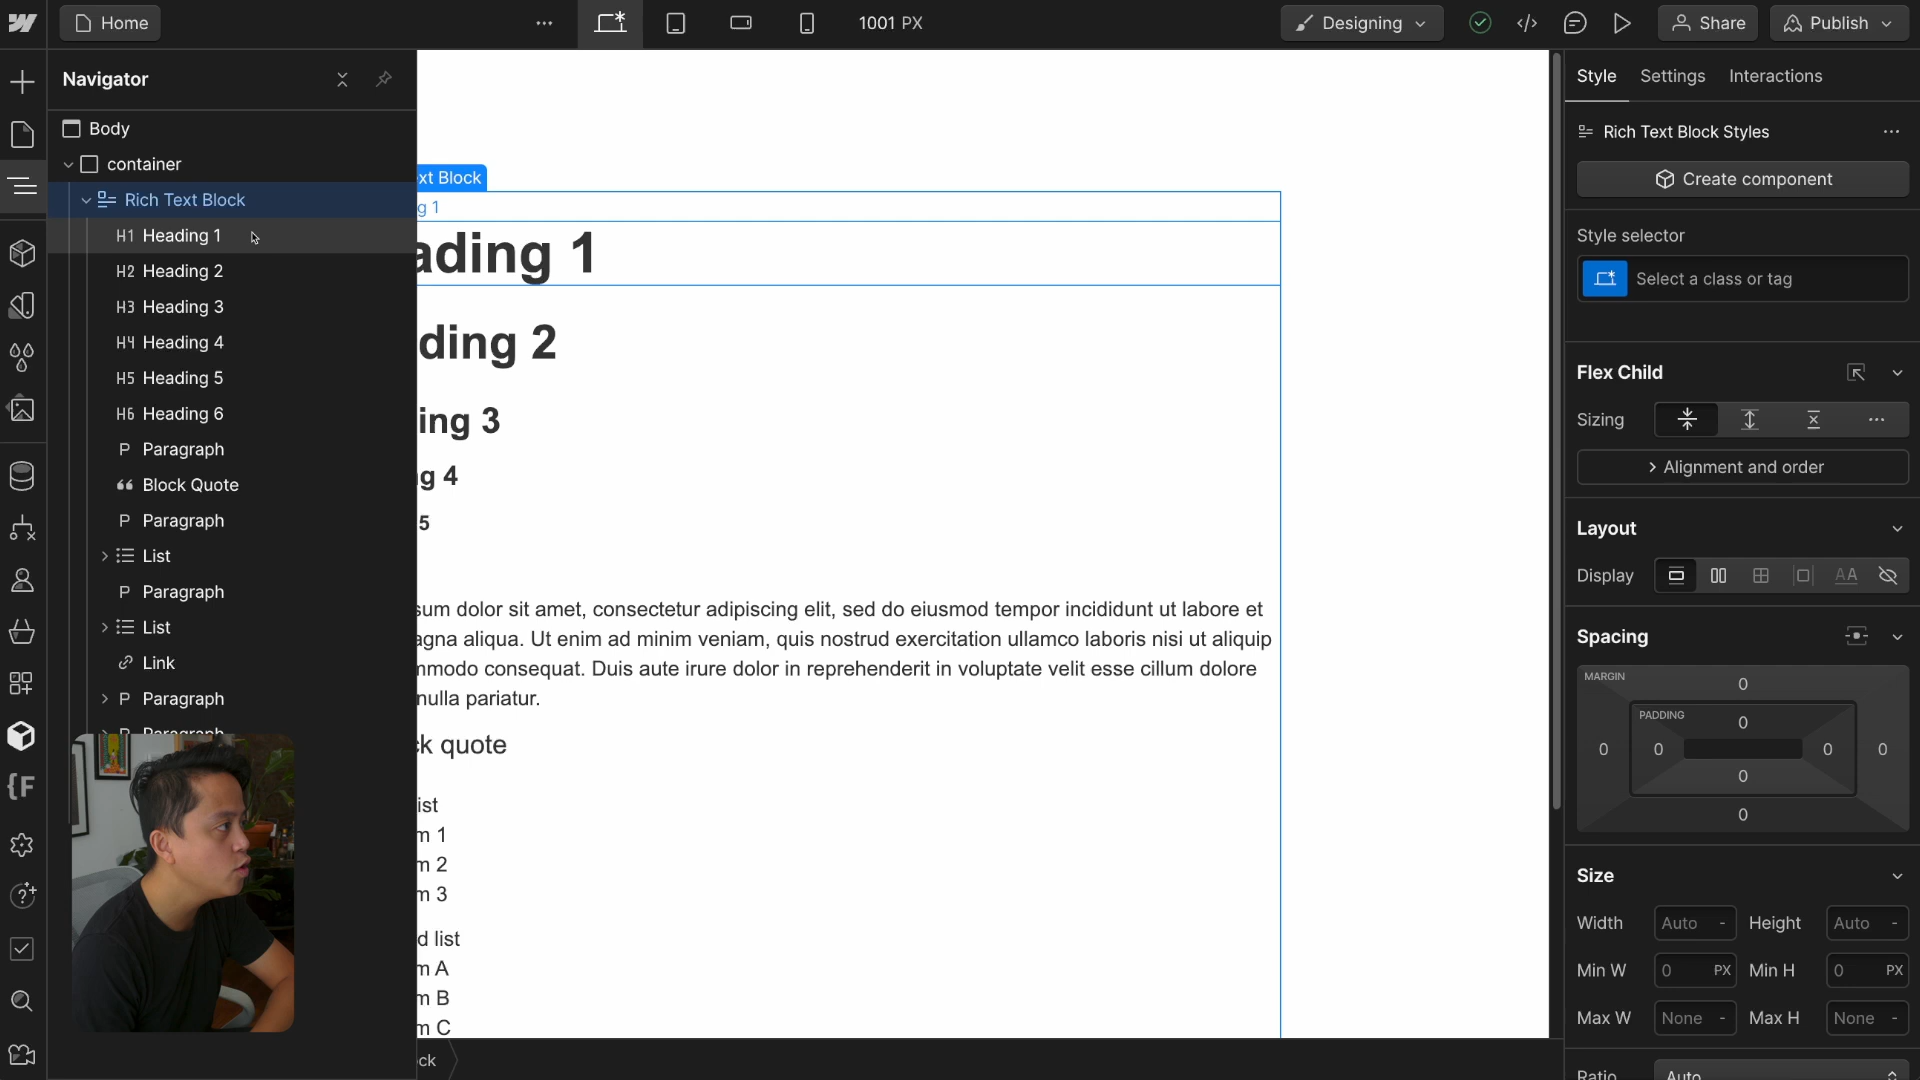 Home
1001 PX
Designing
Share
Publish
Navigator
Body
container
Rich Text Block
H1 Heading 1
H2 Heading 2
H3 Heading 3
H4 Heading 4
H5 Heading 5
H6 Heading 6
P Paragraph
Block Quote
P Paragraph
List
P Paragraph
List
Link
P Paragraph
P Paragraph
xt Block
g 1
ading 1
ding 2
ing 3
g 4
5
sum dolor sit amet, consectetur adipiscing elit, sed do eiusmod tempor incididunt ut labore et
agna aliqua. Ut enim ad minim veniam, quis nostrud exercitation ullamco laboris nisi ut aliquip
mmodo consequat. Duis aute irure dolor in reprehenderit in voluptate velit esse cillum dolore
nulla pariatur.
ck quote
ist
m 1
m 2
m 3
d list
m A
m B
m C
ck
Style Settings Interactions
Rich Text Block Styles
Create component
Style selector
Select a class or tag
Flex Child
Sizing
Alignment and order
Layout
Display
AA
Spacing
MARGIN
0
PADDING
0
0 0 0 0
0
0
Size
Width Auto - Height Auto -
Min W 0 PX Min H 0 PX
Max W None - Max H None -
Ratio Auto